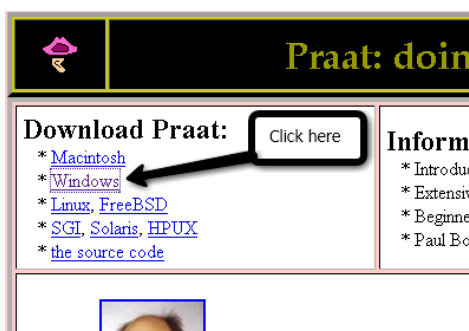 Praat: doin
Download Praat:
* Macintosh
* Windows
* Linux, FreeBSD
* SGI, Solaris, HPUX
* the source code
Click here
Inform
* Introdu
* Extensiv
* Beginne
* Paul Bo